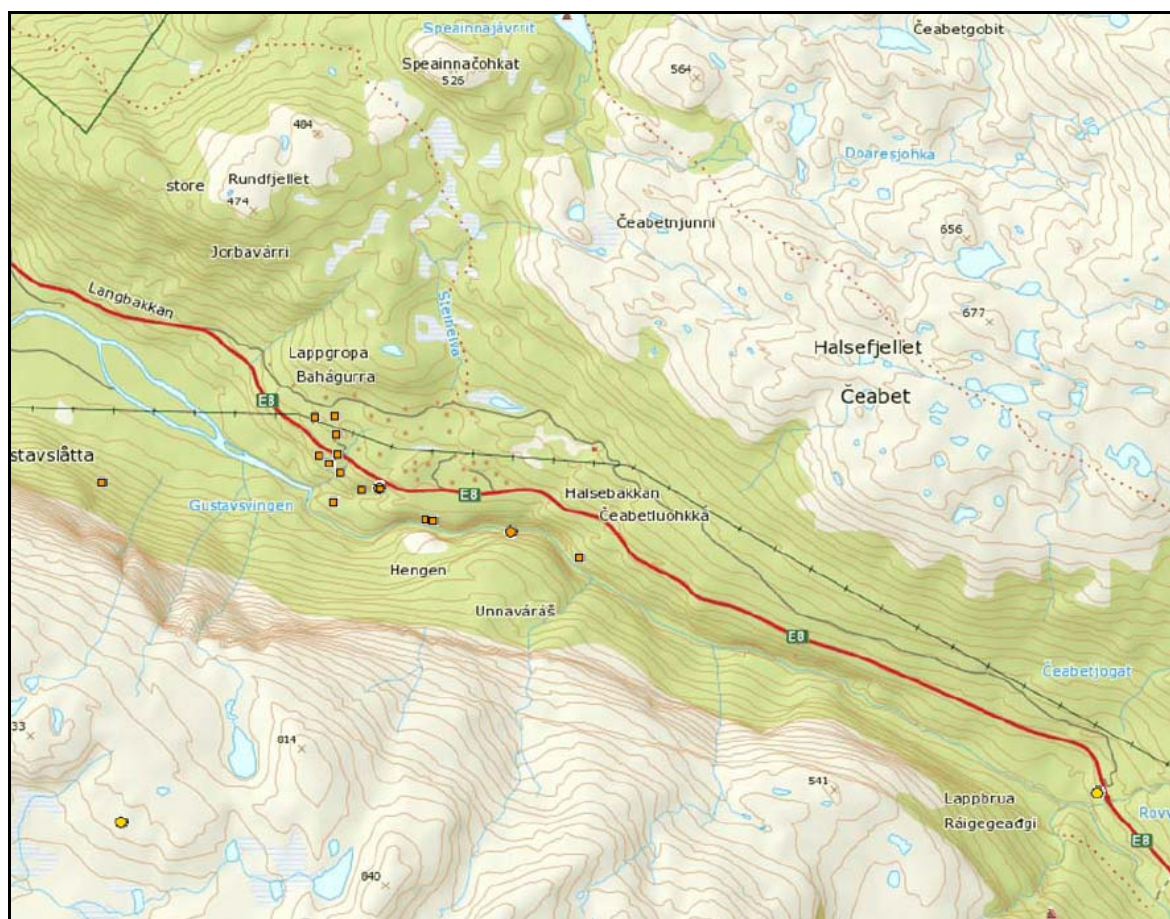 Speainnajávrrit
Čeabetgobit
Speainnačohkat
526
564
484
Doaresjohka
store
Rundfjellet
474
Čeabetnjunni
656
Jorbavárri
Langbakkan
Steinelva
677
Halsefjellet
Lappgropa
Bahágurra
Čeabet
E8
stavslåtta
E8
Halsebakkan
Gustavsvingen
Čeabetluohkká
Hengen
Unnaváráš
E8
Čeabetjogat
33
814
541
Lappbrua
Ráigegeađgi
Rovv
E8
840